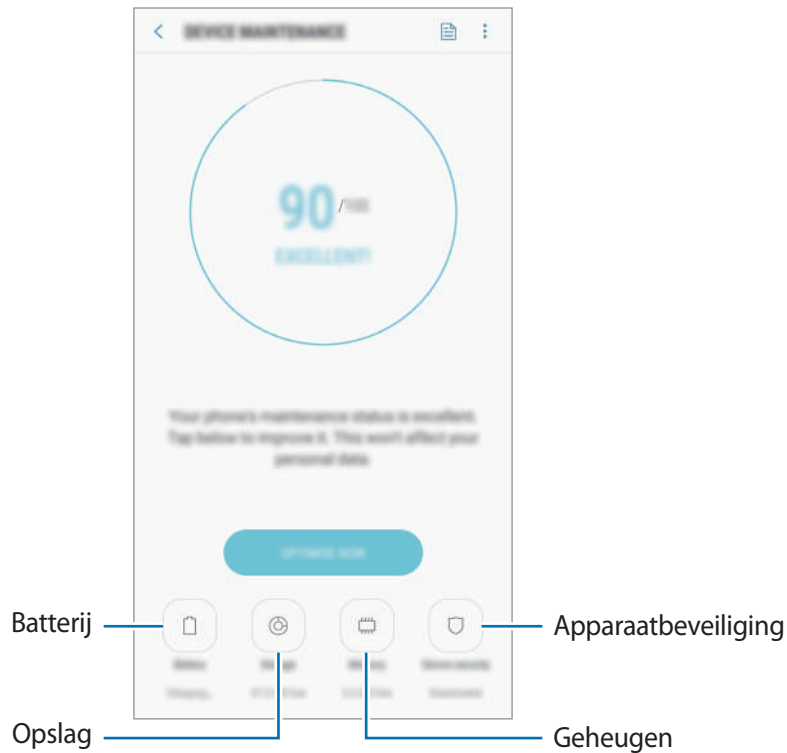 DEVICE MAINTENANCE
90 /100
EXCELLENT!
Your phone's maintenance status is excellent.
Tap below to improve it. This won't affect your
personal data.
OPTIMISE NOW
Batterij
Apparaatbeveiliging
Battery
Storage
Memory
Device security
Opslag
Geheugen